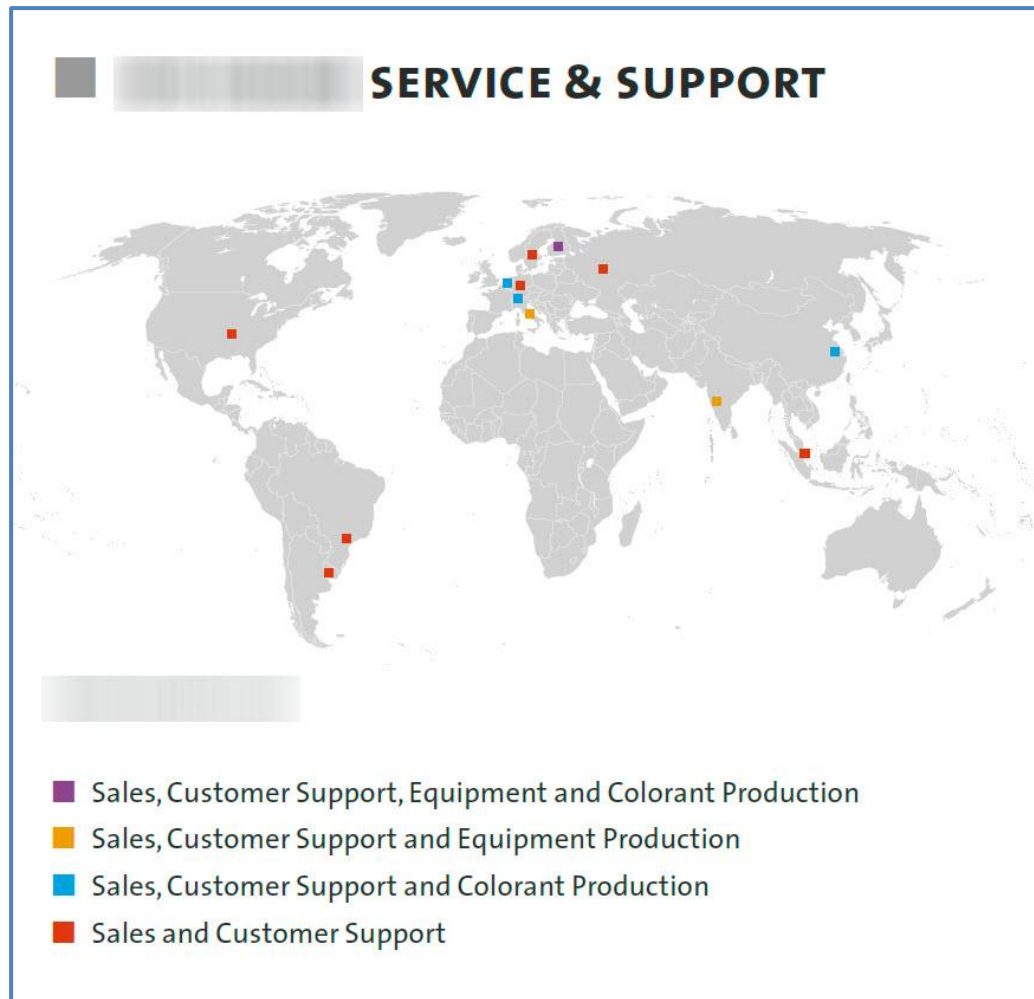 SERVICE & SUPPORT
Sales, Customer Support, Equipment and Colorant Production
Sales, Customer Support and Equipment Production
Sales, Customer Support and Colorant Production
Sales and Customer Support